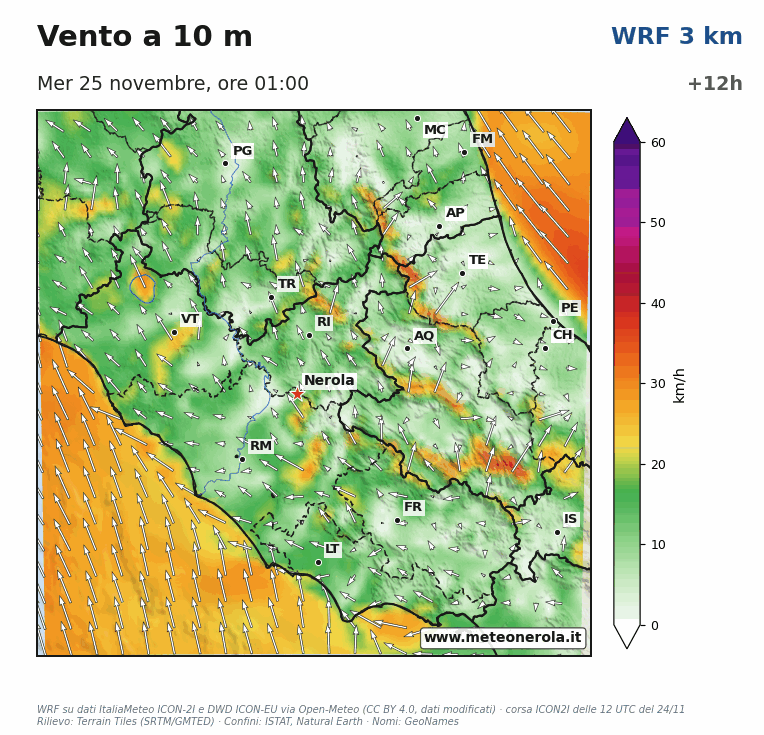 Vento a 10 m
WRF 3 km
Mer 25 novembre, ore 01:00
+12h
MC
FM
PG
AP
TE
TR
PE
VT
RI
AQ
CH
Nerola
RM
FR
IS
LT
www.meteonerola.it
60
50
40
30
20
10
0
km/h
WRF su dati ItaliaMeteo ICON-2I e DWD ICON-EU via Open-Meteo (CC BY 4.0, dati modificati) · corsa ICON2I delle 12 UTC del 24/11
Rilievo: Terrain Tiles (SRTM/GMTED) · Confini: ISTAT, Natural Earth · Nomi: GeoNames